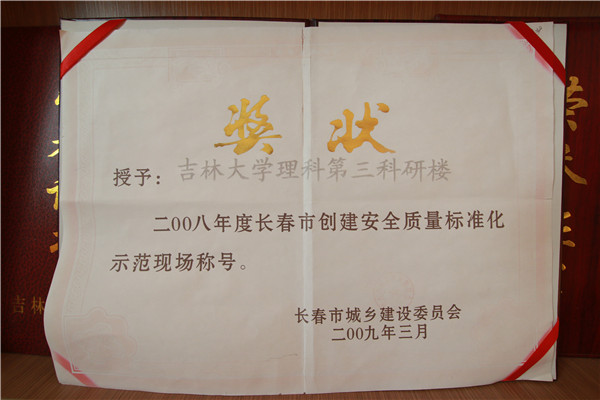 奖状
授予：吉林大学理科第三科研楼
二00八年度长春市创建安全质量标准化
示范现场称号。
长春市城乡建设委员会
二00九年三月
吉林